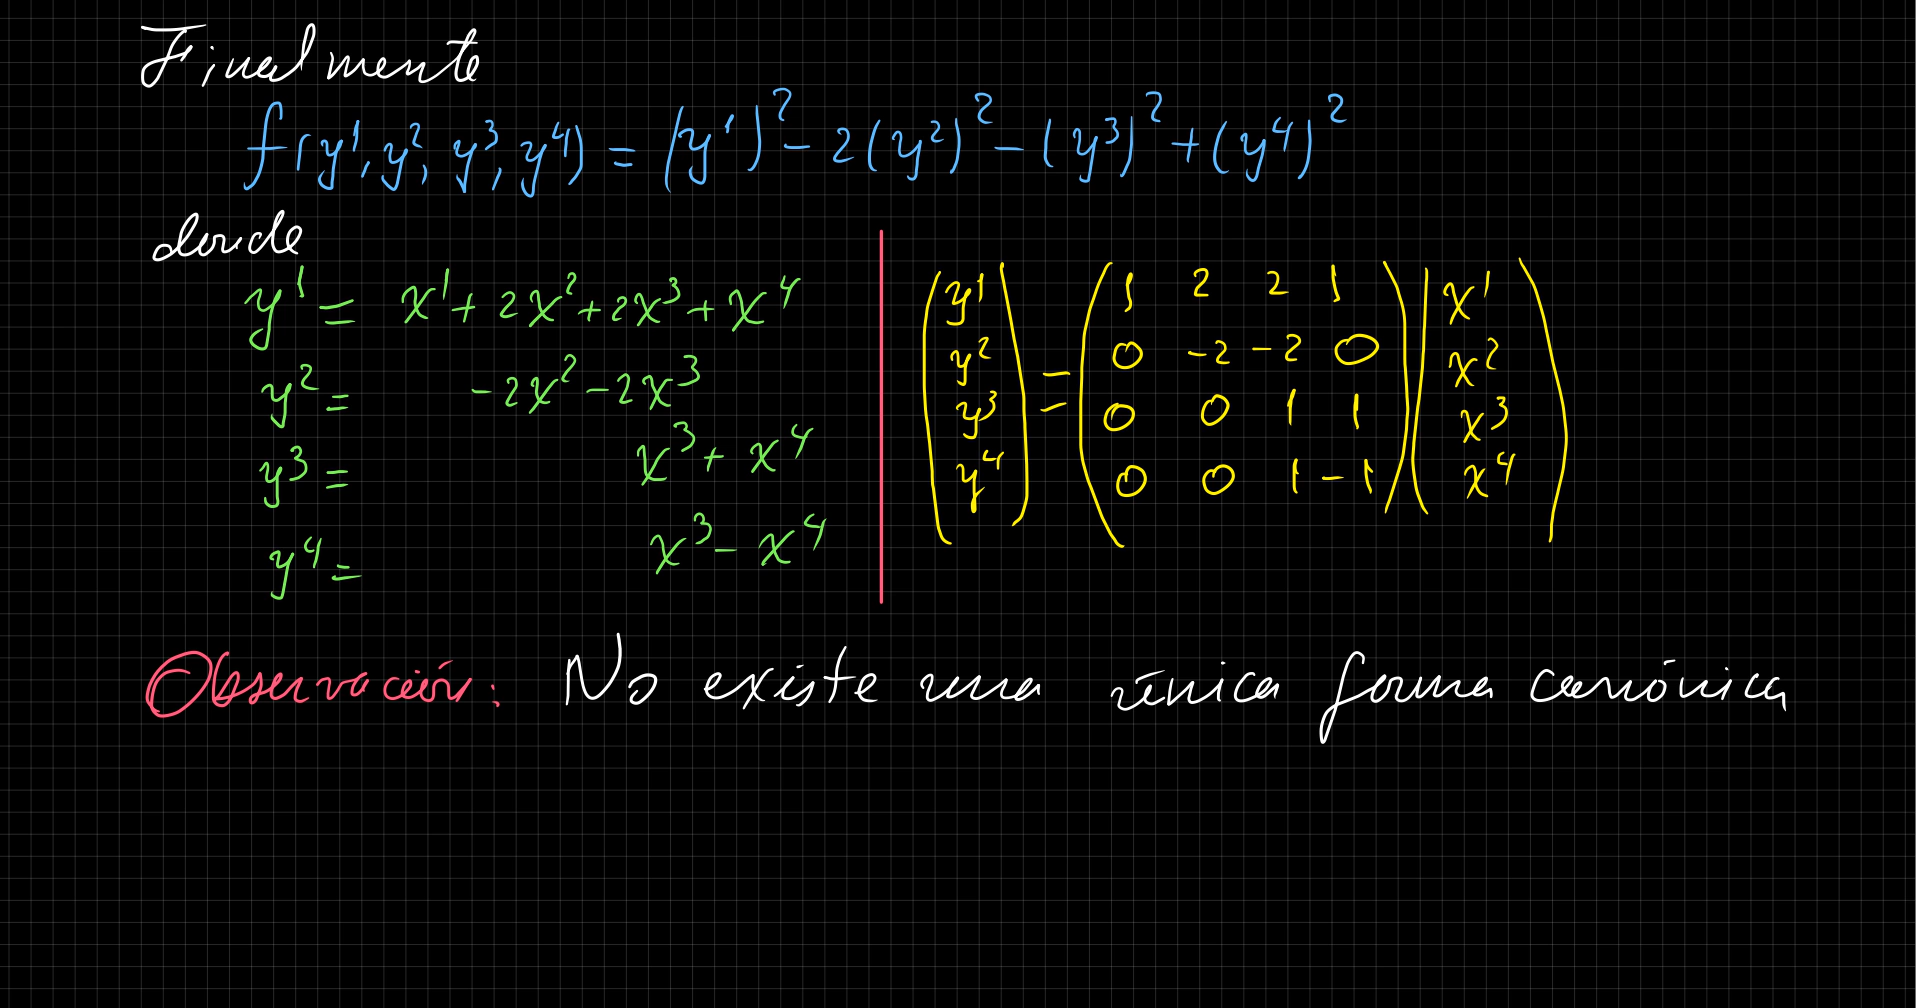 Finalmente
f(y¹, y², y³, y⁴) = (y¹)² - 2(y²)² - (y³)² + (y⁴)²
donde
y¹ = x¹ + 2x² + 2x³ + x⁴
y² = -2x² - 2x³
y³ = x³ + x⁴
y⁴ = x³ - x⁴
(y¹) (1 2 2 1) (x¹)
(y²) = (0 -2 -2 0) (x²)
(y³) (0 0 1 1) (x³)
(y⁴) (0 0 1 -1) (x⁴)
Observación: No existe una única forma canónica